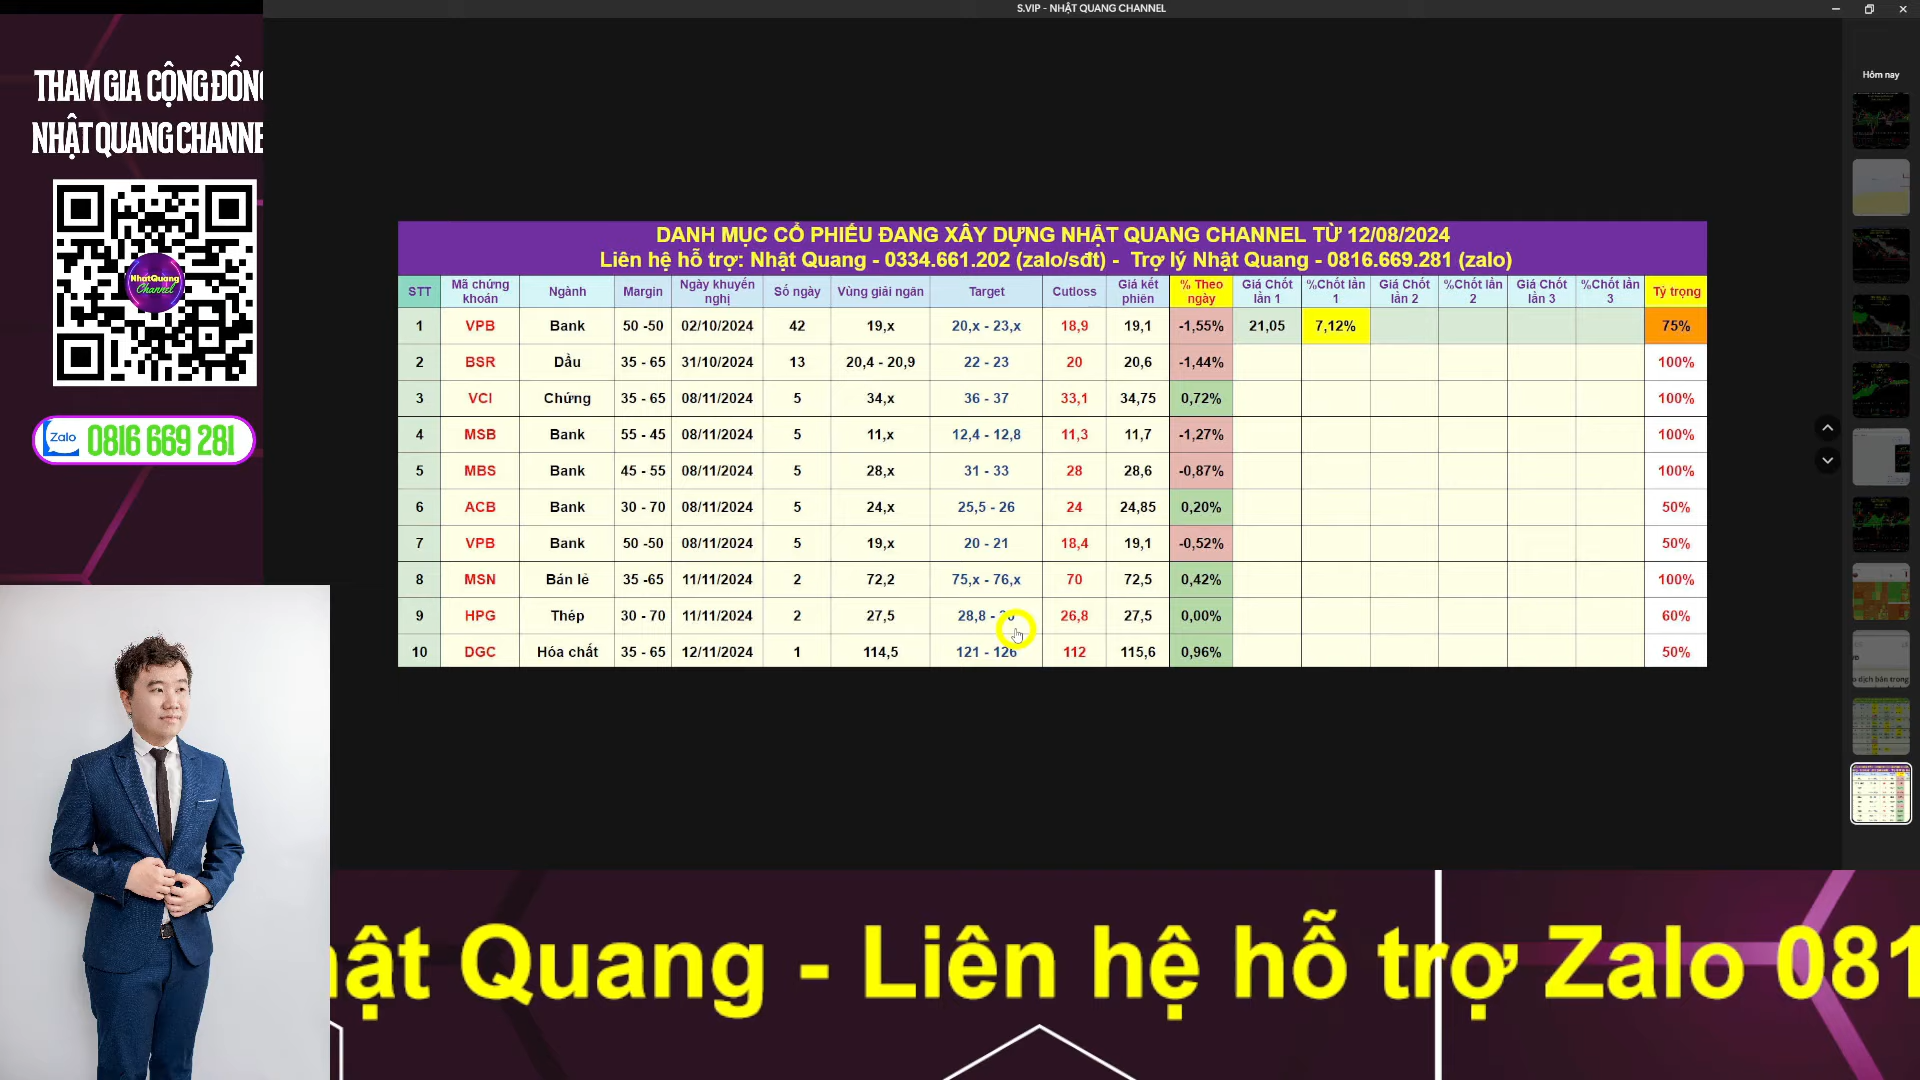 S.VIP - NHẬT QUANG CHANNEL
THAM GIA CỘNG ĐỒNG
NHẬT QUANG CHANNE
NhatQuang
Channel
Zalo 0816 669 281
Hôm nay
DANH MỤC CỔ PHIẾU ĐANG XÂY DỰNG NHẬT QUANG CHANNEL TỪ 12/08/2024
Liên hệ hỗ trợ: Nhật Quang - 0334.661.202 (zalo/sđt) - Trợ lý Nhật Quang - 0816.669.281 (zalo)
STT Mã chứng khoán Ngành Margin Ngày khuyến nghị Số ngày Vùng giải ngân Target Cutloss Giá kết phiên % Theo ngày Giá Chốt lần 1 %Chốt lần 1 Giá Chốt lần 2 %Chốt lần 2 Giá Chốt lần 3 %Chốt lần 3 Tỷ trọng
1 VPB Bank 50 -50 02/10/2024 42 19,x 20,x - 23,x 18,9 19,1 -1,55% 21,05 7,12% 75%
2 BSR Dầu 35 - 65 31/10/2024 13 20,4 - 20,9 22 - 23 20 20,6 -1,44% 100%
3 VCI Chứng 35 - 65 08/11/2024 5 34,x 36 - 37 33,1 34,75 0,72% 100%
4 MSB Bank 55 - 45 08/11/2024 5 11,x 12,4 - 12,8 11,3 11,7 -1,27% 100%
5 MBS Bank 45 - 55 08/11/2024 5 28,x 31 - 33 28 28,6 -0,87% 100%
6 ACB Bank 30 - 70 08/11/2024 5 24,x 25,5 - 26 24 24,85 0,20% 50%
7 VPB Bank 50 -50 08/11/2024 5 19,x 20 - 21 18,4 19,1 -0,52% 50%
8 MSN Bán lẻ 35 -65 11/11/2024 2 72,2 75,x - 76,x 70 72,5 0,42% 100%
9 HPG Thép 30 - 70 11/11/2024 2 27,5 28,8 - 26,8 27,5 0,00% 60%
10 DGC Hóa chất 35 - 65 12/11/2024 1 114,5 121 - 126 112 115,6 0,96% 50%
ật Quang - Liên hệ hỗ trợ Zalo 081